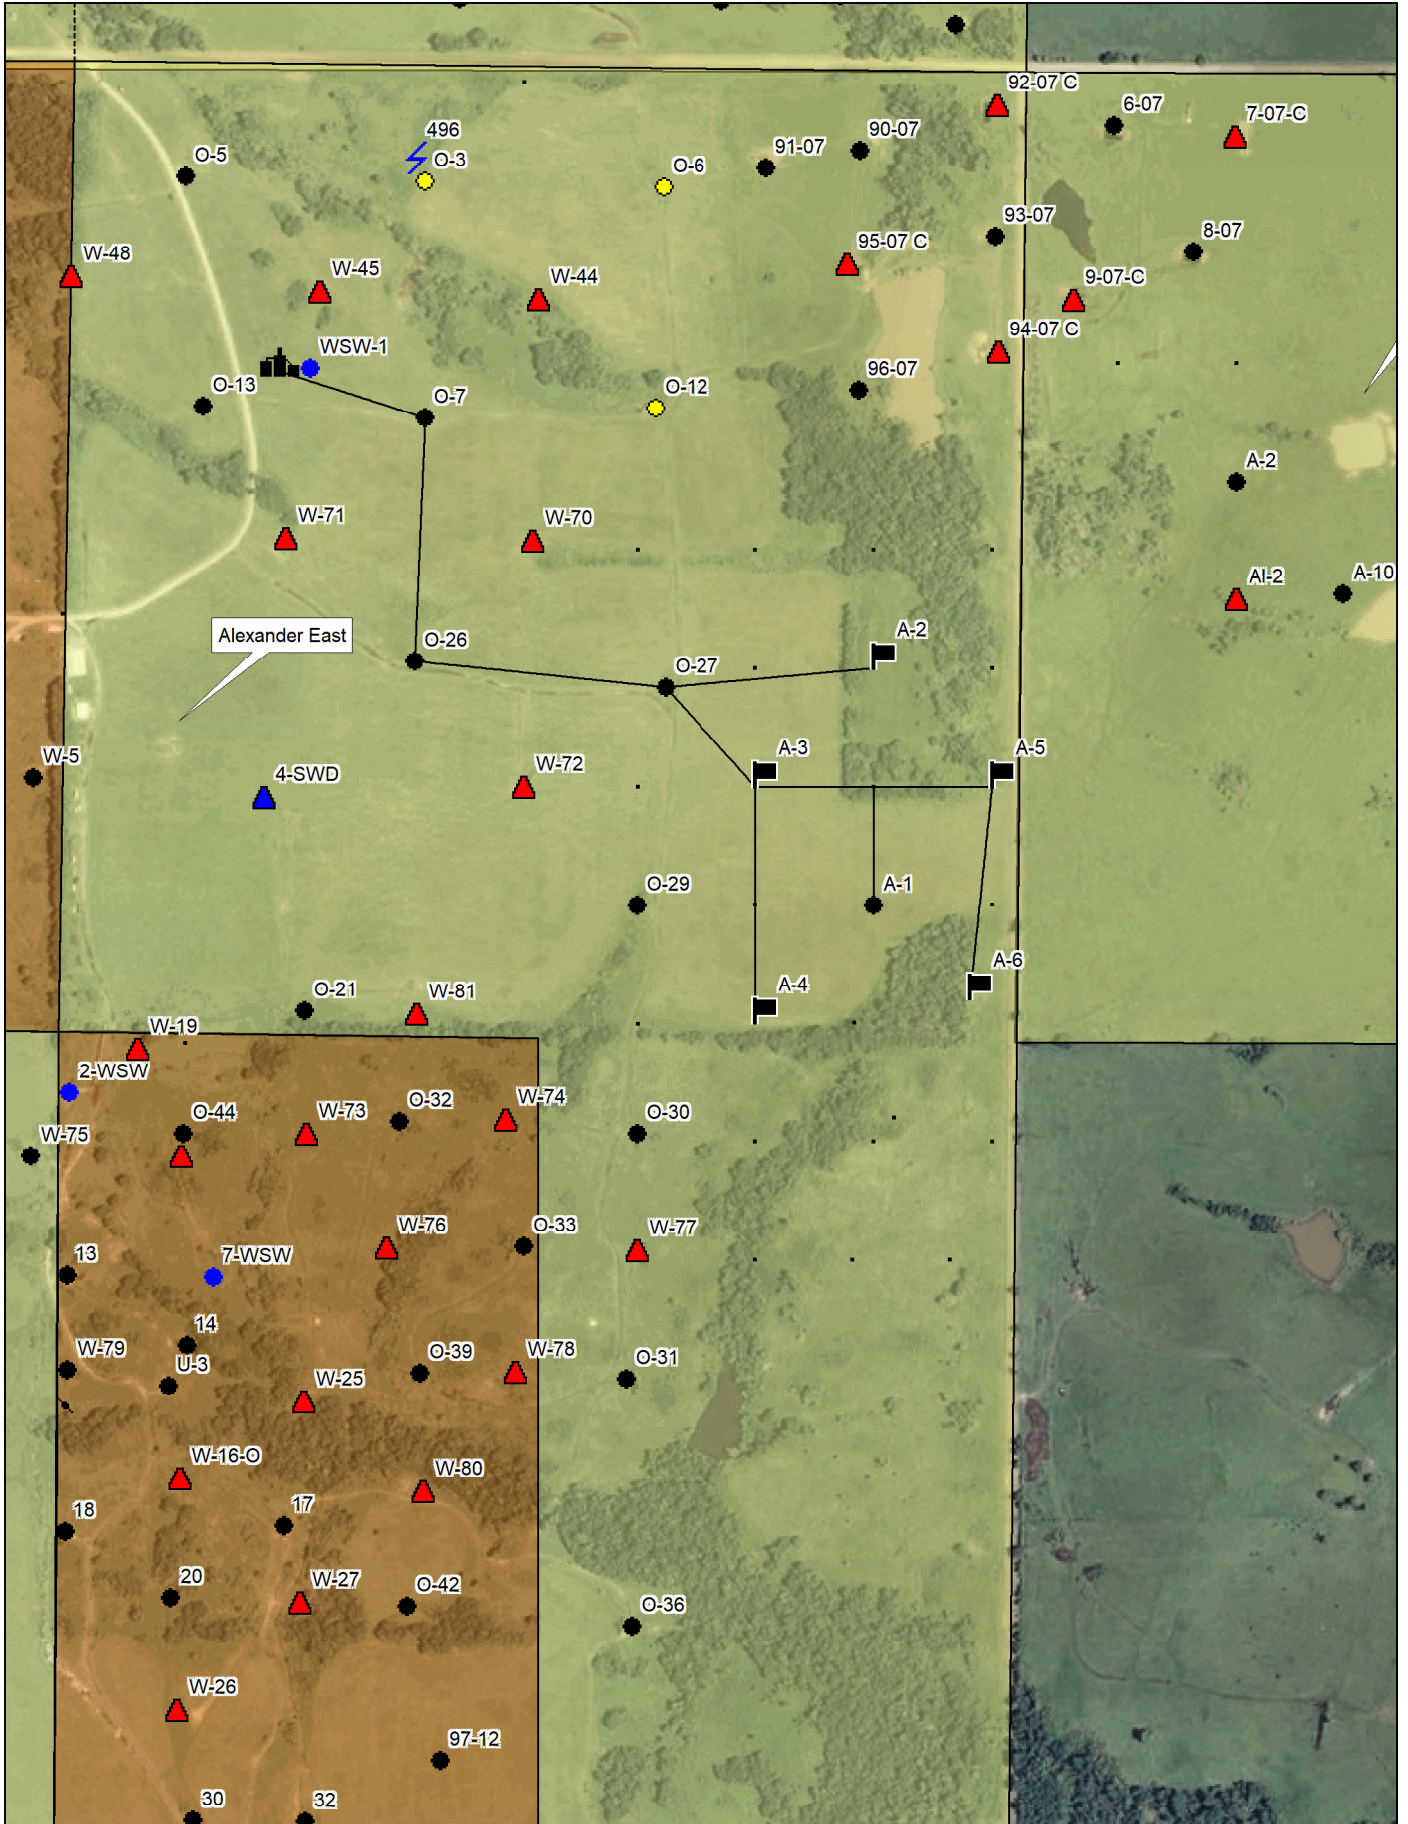 92-07 C
6-07
7-07-C
496
90-07
91-07
O-5
O-3
O-6
93-07
8-07
95-07 C
W-48
W-45
W-44
9-07-C
94-07 C
WSW-1
96-07
O-13
O-7
O-12
A-2
W-71
W-70
AI-2
A-10
Alexander East
A-2
O-26
O-27
W-5
4-SWD
W-72
A-3
A-5
O-29
A-1
A-6
O-21
W-81
A-4
W-19
2-WSW
W-75
O-44
W-73
O-32
W-74
O-30
13
7-WSW
W-76
O-33
W-77
14
W-79
U-3
W-25
O-39
W-78
O-31
W-16-O
W-80
18
17
20
W-27
O-42
O-36
W-26
97-12
30
32